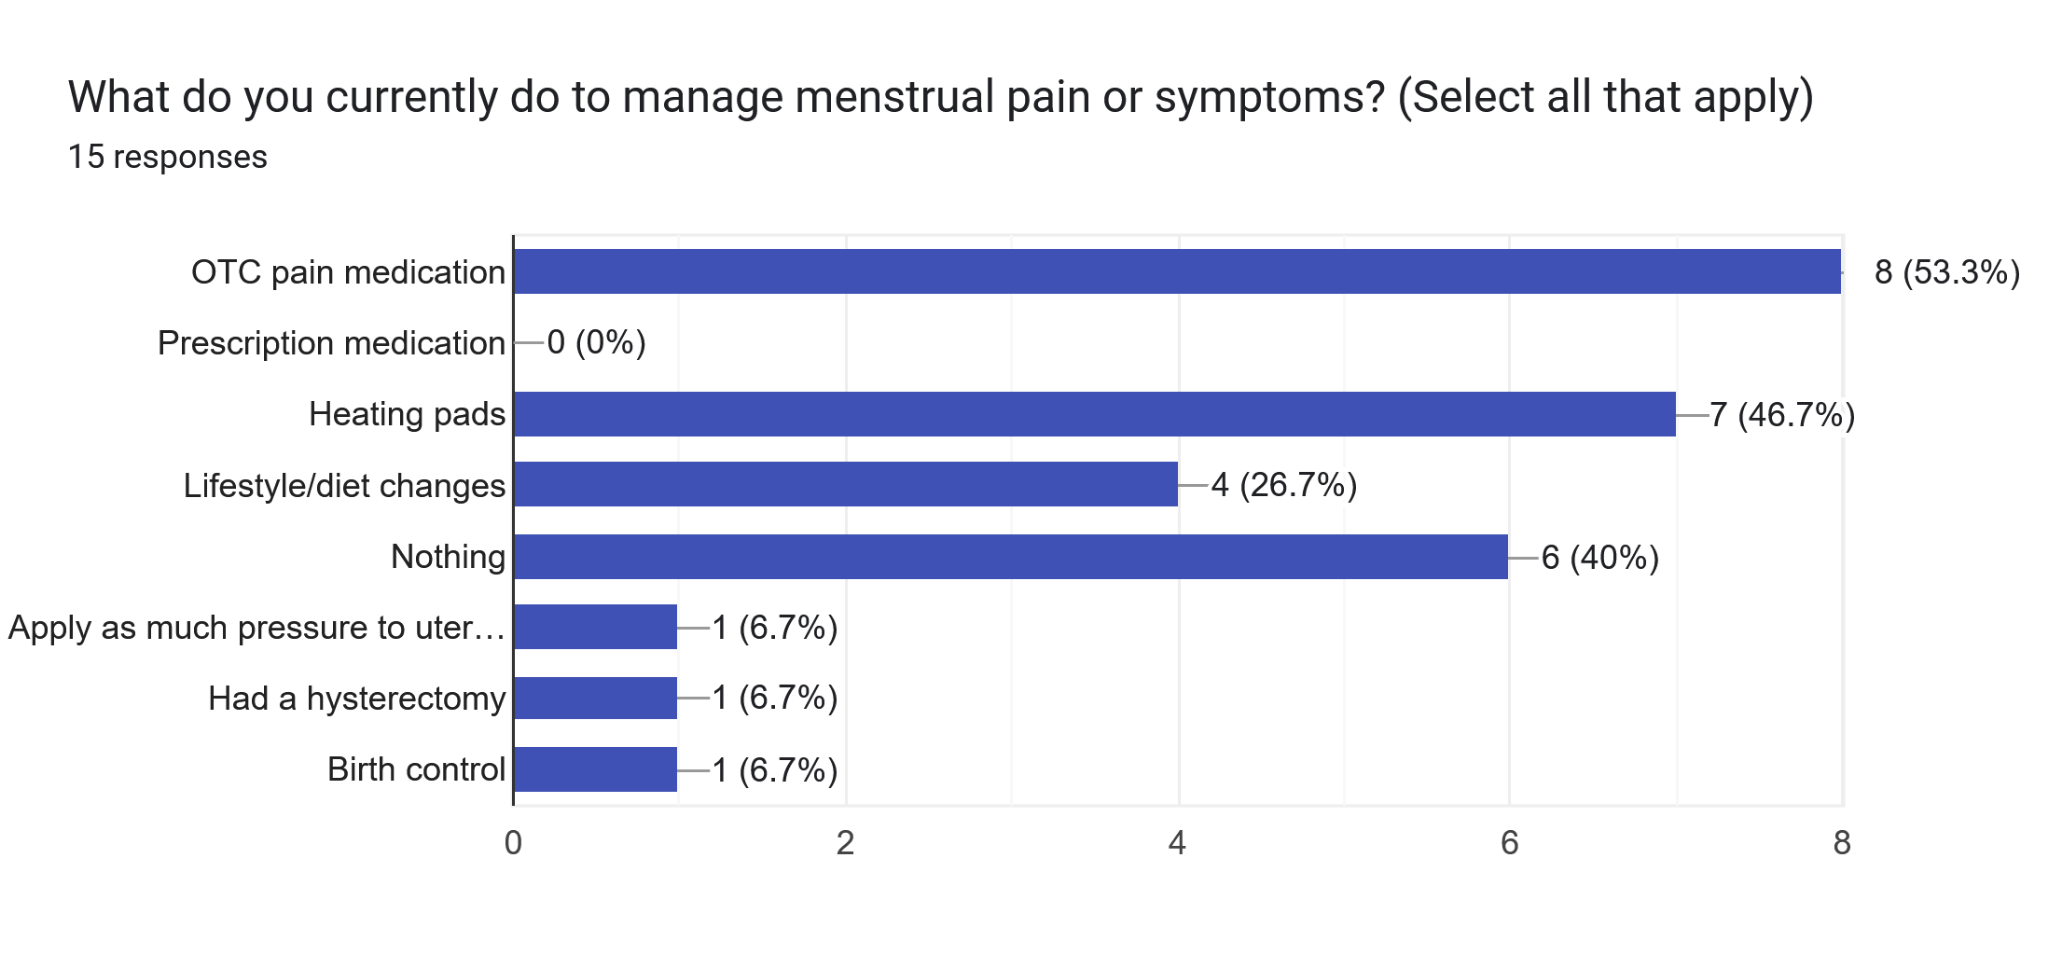 What do you currently do to manage menstrual pain or symptoms? (Select all that apply)
15 responses
OTC pain medication 8 (53.3%)
Prescription medication 0 (0%)
Heating pads 7 (46.7%)
Lifestyle/diet changes 4 (26.7%)
Nothing 6 (40%)
Apply as much pressure to uter… 1 (6.7%)
Had a hysterectomy 1 (6.7%)
Birth control 1 (6.7%)
0 2 4 6 8